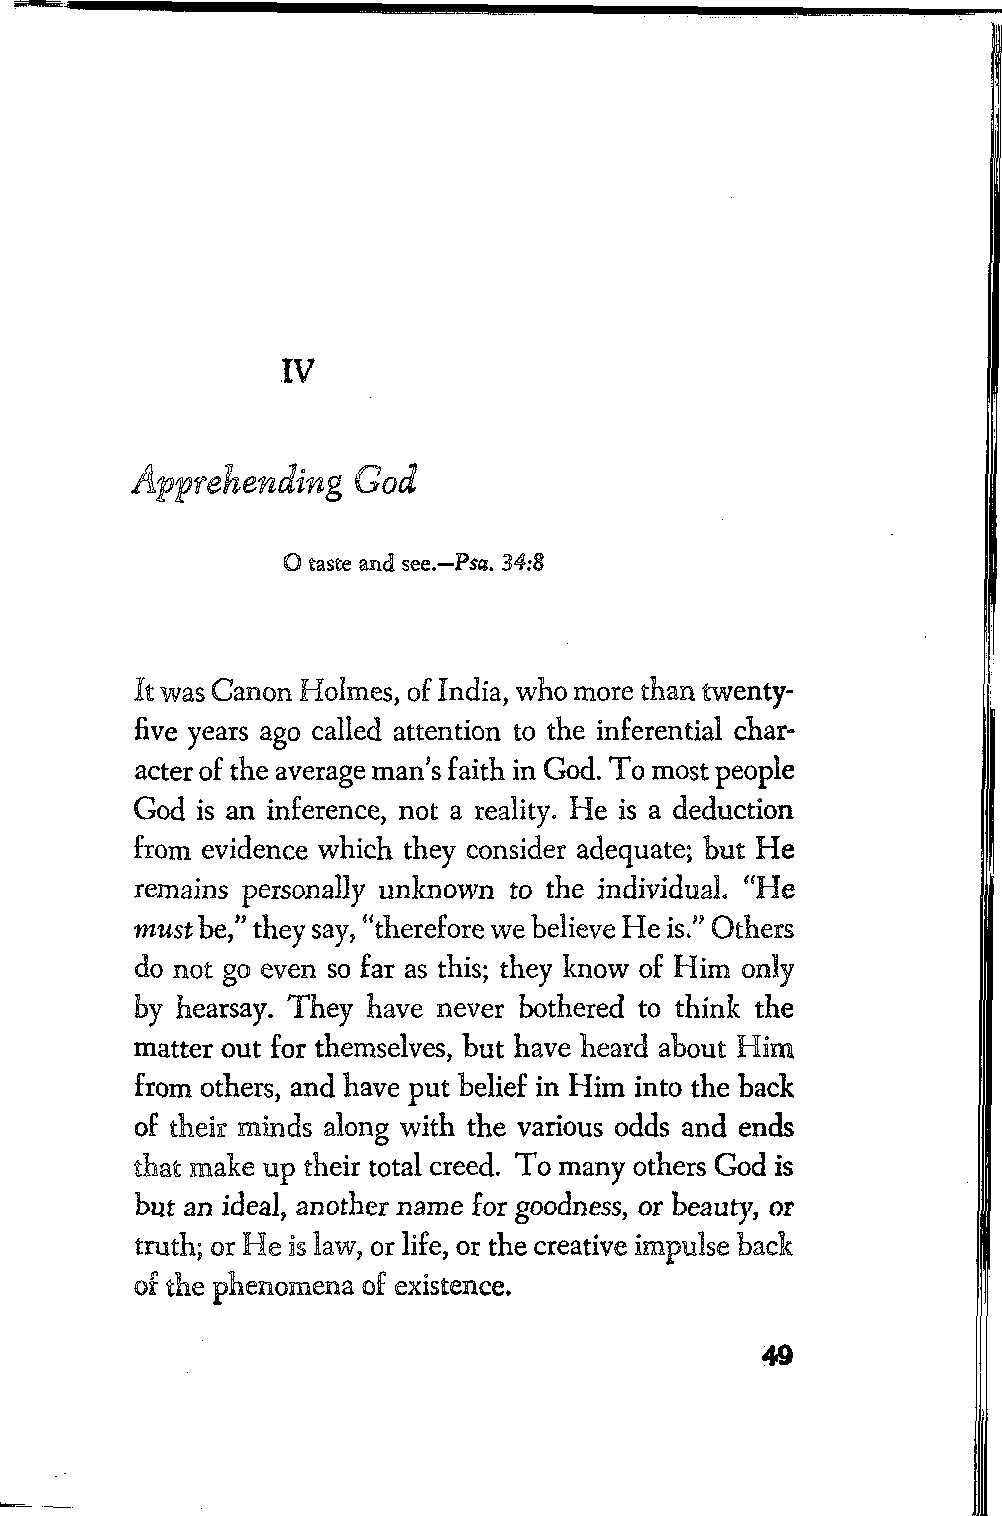 IV
Apprehending God
O taste and see.—Psa. 34:8
It was Canon Holmes, of India, who more than twenty-
five years ago called attention to the inferential char-
acter of the average man's faith in God. To most people
God is an inference, not a reality. He is a deduction
from evidence which they consider adequate; but He
remains personally unknown to the individual. "He
must be," they say, "therefore we believe He is." Others
do not go even so far as this; they know of Him only
by hearsay. They have never bothered to think the
matter out for themselves, but have heard about Him
from others, and have put belief in Him into the back
of their minds along with the various odds and ends
that make up their total creed. To many others God is
but an ideal, another name for goodness, or beauty, or
truth; or He is law, or life, or the creative impulse back
of the phenomena of existence.
49